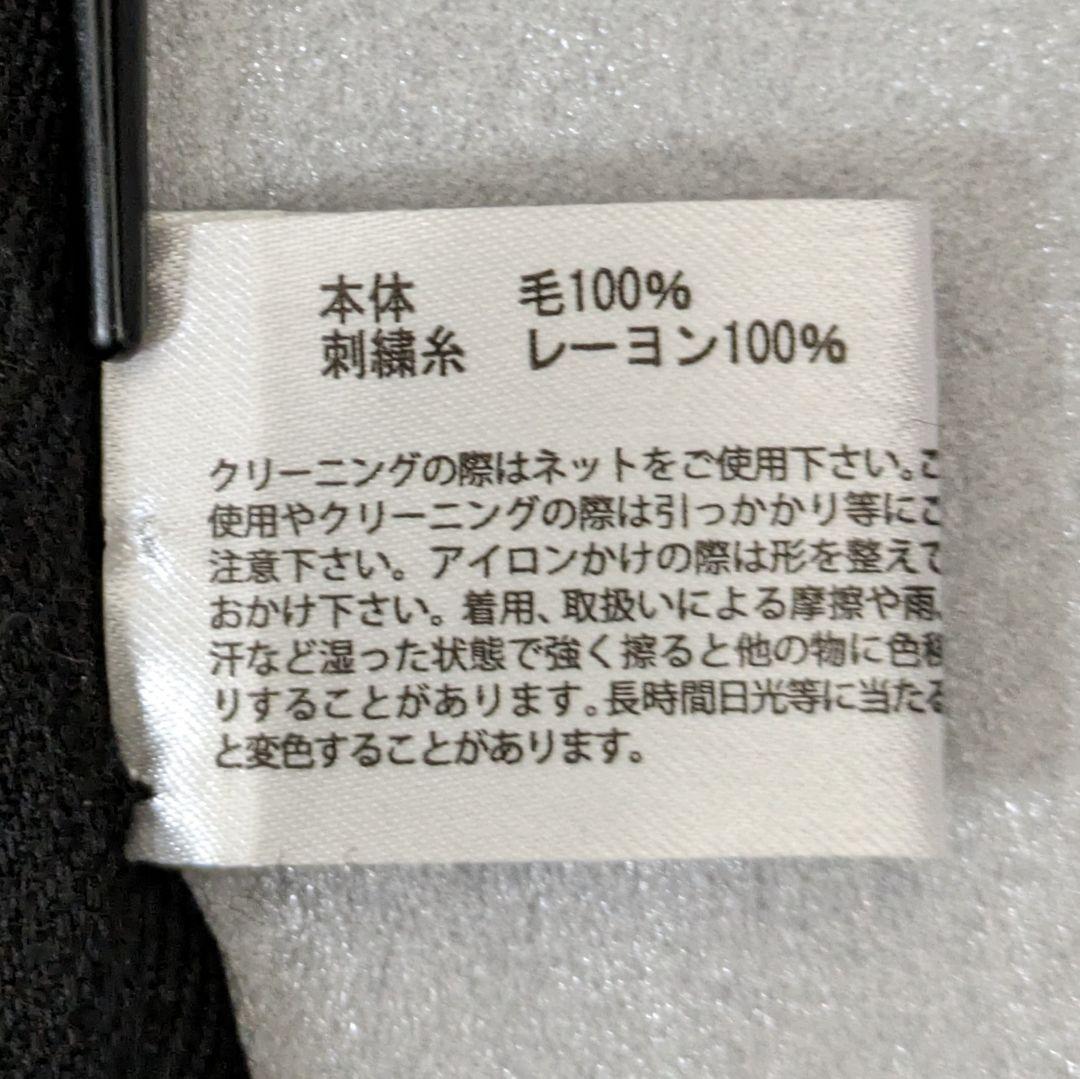 本体 毛100%
刺繍糸 レーヨン100%
クリーニングの際はネットをご使用下さい。ご
使用やクリーニングの際は引っかかり等にご
注意下さい。アイロンかけの際は形を整えて
おかけ下さい。着用、取扱いによる摩擦や雨、
汗など湿った状態で強く擦ると他の物に色移
りすることがあります。長時間日光等に当たる
と変色することがあります。